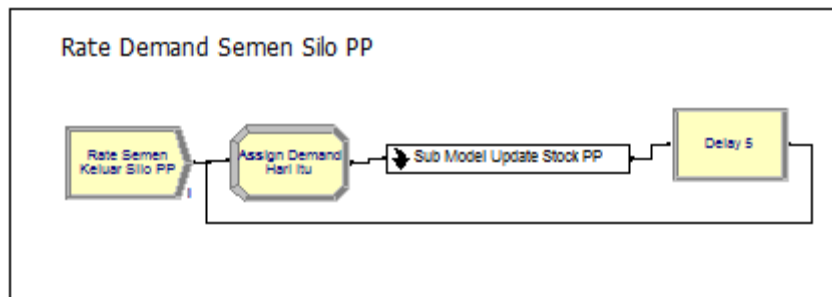 Rate Demand Semen Silo PP
Rate Semen
Keluar Silo PP
Assign Demand
Hari Itu
Sub Model Update Stock PP
Delay 5